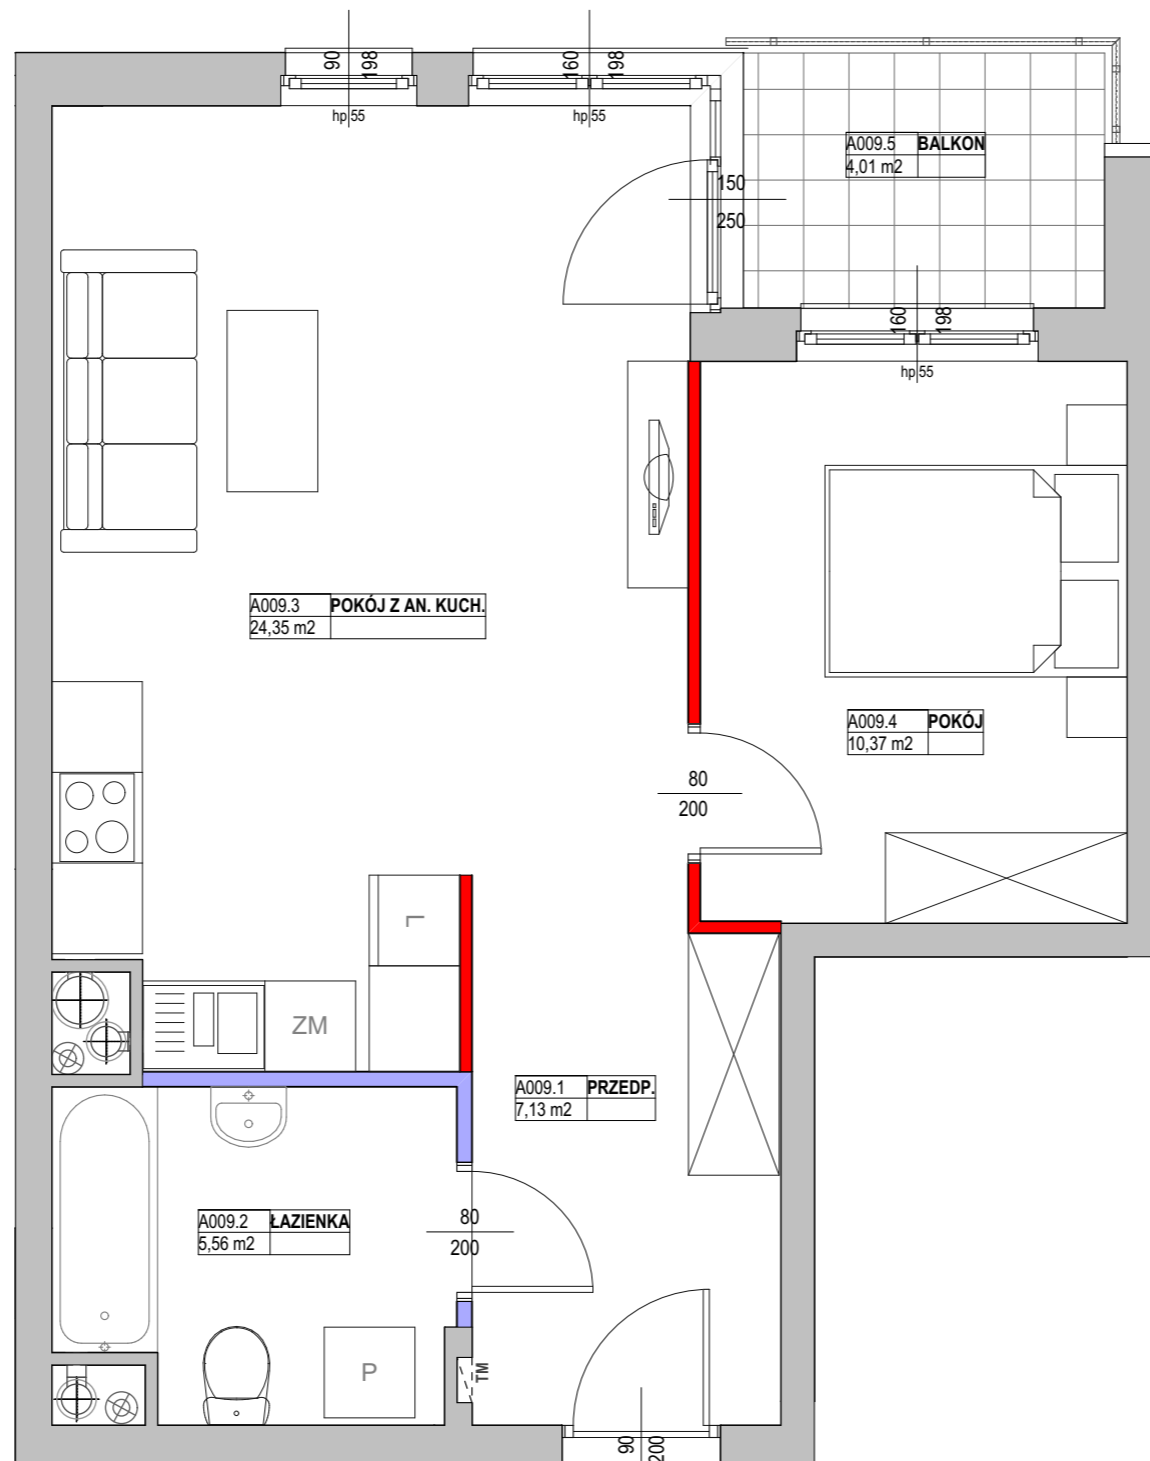 90 198
hp 55
160 198
hp 55
A009.5 BALKON
4,01 m2
150
250
160 198
hp 55
A009.3 POKÓJ Z AN. KUCH.
24,35 m2
A009.4 POKÓJ
10,37 m2
80
200
L
ZM
A009.1 PRZEDP.
7,13 m2
A009.2 ŁAZIENKA
5,56 m2
80
200
P
TM
90 200